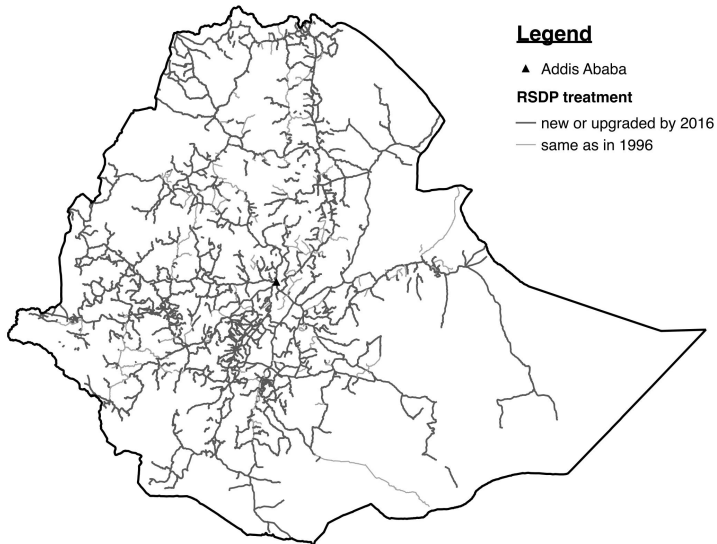 Legend
Addis Ababa
RSDP treatment
new or upgraded by 2016
same as in 1996